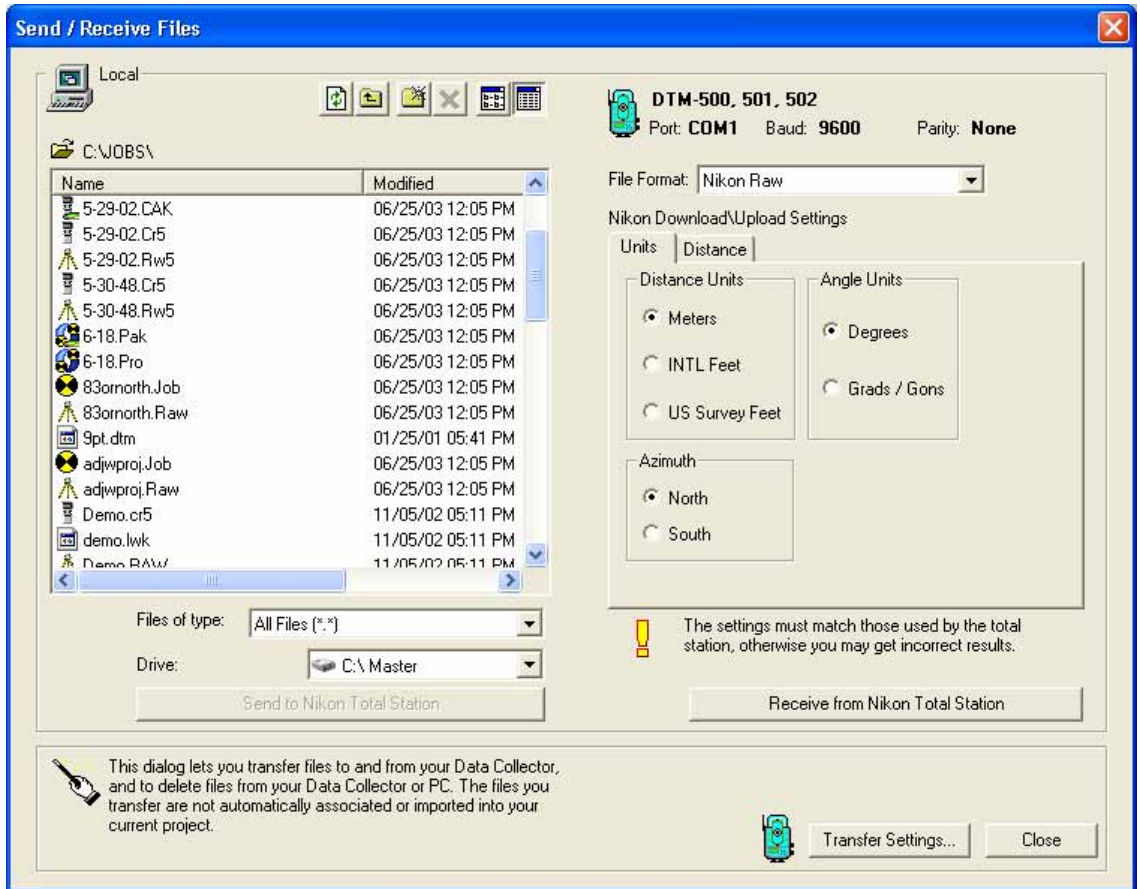 Send / Receive Files
Local
C:\JOBS\
Name Modified
5-29-02.CAK 06/25/03 12:05 PM
5-29-02.Cr5 06/25/03 12:05 PM
5-29-02.Rw5 06/25/03 12:05 PM
5-30-48.Cr5 06/25/03 12:05 PM
5-30-48.Rw5 06/25/03 12:05 PM
6-18.Pak 06/25/03 12:05 PM
6-18.Pro 06/25/03 12:05 PM
83ornorth.Job 06/25/03 12:05 PM
83ornorth.Raw 06/25/03 12:05 PM
9pt.dtm 01/25/01 05:41 PM
adjwproj.Job 06/25/03 12:05 PM
adjwproj.Raw 06/25/03 12:05 PM
Demo.cr5 11/05/02 05:11 PM
demo.lwk 11/05/02 05:11 PM
Demo.RAW 11/05/02 05:11 PM
Files of type: All Files (*.*)
Drive: C:\ Master
Send to Nikon Total Station
DTM-500, 501, 502
Port: COM1 Baud: 9600 Parity: None
File Format: Nikon Raw
Nikon Download\Upload Settings
Units Distance
Distance Units
Meters
INTL Feet
US Survey Feet
Angle Units
Degrees
Grads / Gons
Azimuth
North
South
The settings must match those used by the total
station, otherwise you may get incorrect results.
Receive from Nikon Total Station
This dialog lets you transfer files to and from your Data Collector,
and to delete files from your Data Collector or PC. The files you
transfer are not automatically associated or imported into your
current project.
Transfer Settings... Close